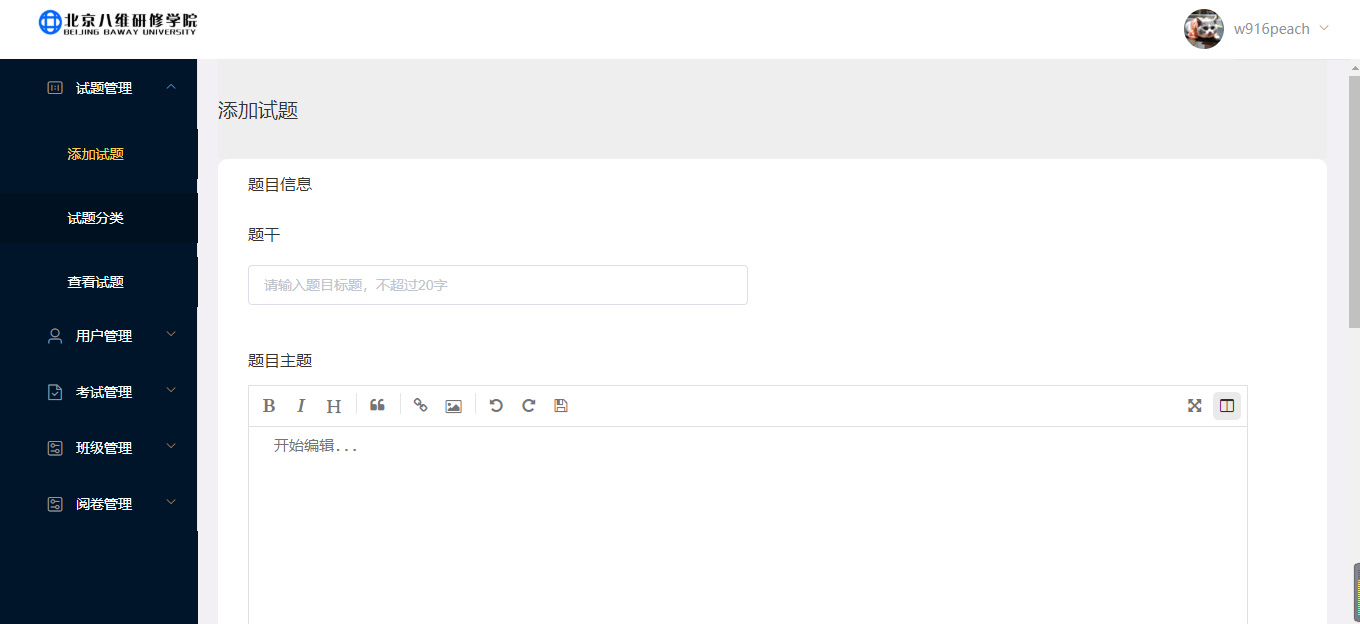 北京八维研修学院
BEIJING BAWAY UNIVERSITY
w916peach
试题管理
添加试题
试题分类
查看试题
用户管理
考试管理
班级管理
阅卷管理
添加试题
题目信息
题干
请输入题目标题，不超过20字
题目主题
B I H
开始编辑...